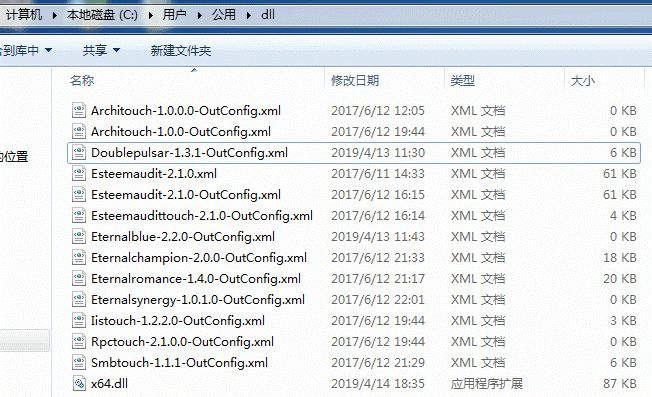 计算机 本地磁盘 (C:) 用户 公用 dll
到库中 共享 新建文件夹
名称 修改日期 类型 大小
Architouch-1.0.0.0-OutConfig.xml 2017/6/12 12:05 XML 文档 0 KB
Architouch-1.0.0-OutConfig.xml 2017/6/12 19:44 XML 文档 0 KB
的位置
Doublepulsar-1.3.1-OutConfig.xml 2019/4/13 11:30 XML 文档 6 KB
Esteemaudit-2.1.0.xml 2017/6/11 14:33 XML 文档 61 KB
Esteemaudit-2.1.0-OutConfig.xml 2017/6/12 16:15 XML 文档 61 KB
Esteemaudittouch-2.1.0-OutConfig.xml 2017/6/12 16:14 XML 文档 4 KB
Eternalblue-2.2.0-OutConfig.xml 2019/4/13 11:43 XML 文档 0 KB
Eternalchampion-2.0.0-OutConfig.xml 2017/6/12 21:33 XML 文档 18 KB
Eternalromance-1.4.0-OutConfig.xml 2017/6/12 21:17 XML 文档 20 KB
Eternalsynergy-1.0.1.0-OutConfig.xml 2017/6/12 22:01 XML 文档 0 KB
Iistouch-1.2.2.0-OutConfig.xml 2017/6/12 19:44 XML 文档 3 KB
Rpctouch-2.1.0.0-OutConfig.xml 2017/6/12 19:44 XML 文档 0 KB
Smbtouch-1.1.1-OutConfig.xml 2017/6/12 21:29 XML 文档 6 KB
x64.dll 2019/4/14 18:35 应用程序扩展 87 KB